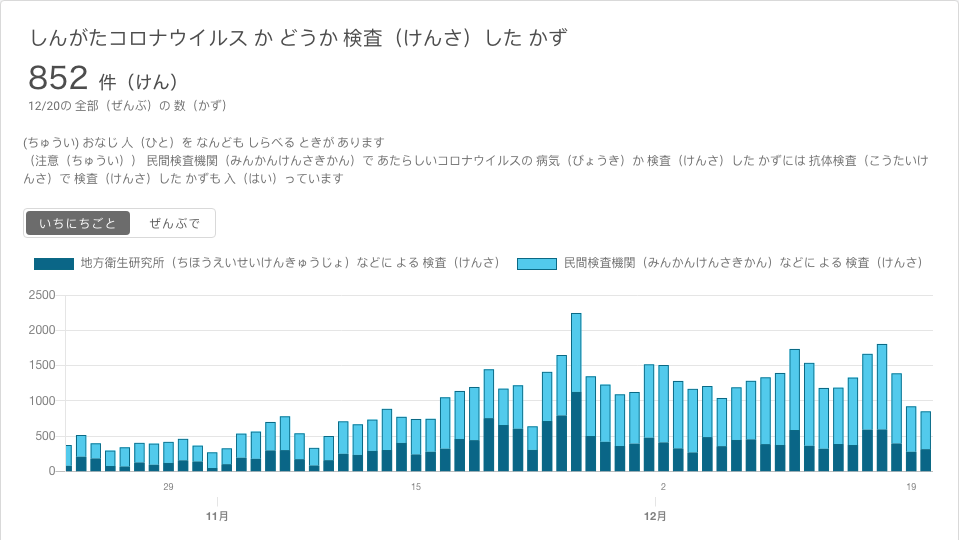 しんがたコロナウイルス か どうか 検査（けんさ）した かず
852 件（けん）
12/20の 全部（ぜんぶ）の 数（かず）
(ちゅうい) おなじ 人（ひと）を なんども しらべる ときが あります
（注意（ちゅうい）） 民間検査機関（みんかんけんさきかん）で あたらしいコロナウイルスの 病気（びょうき）か 検査（けんさ）した かずには 抗体検査（こうたいけ
んさ）で 検査（けんさ）した かずも 入（はい）っています
いちにちごと ぜんぶで
地方衛生研究所（ちほうえいせいけんきゅうじょ）などに よる 検査（けんさ） 民間検査機関（みんかんけんさきかん）などに よる 検査（けんさ）
2500
2000
1500
1000
500
0
29 15 2 19
11月 12月